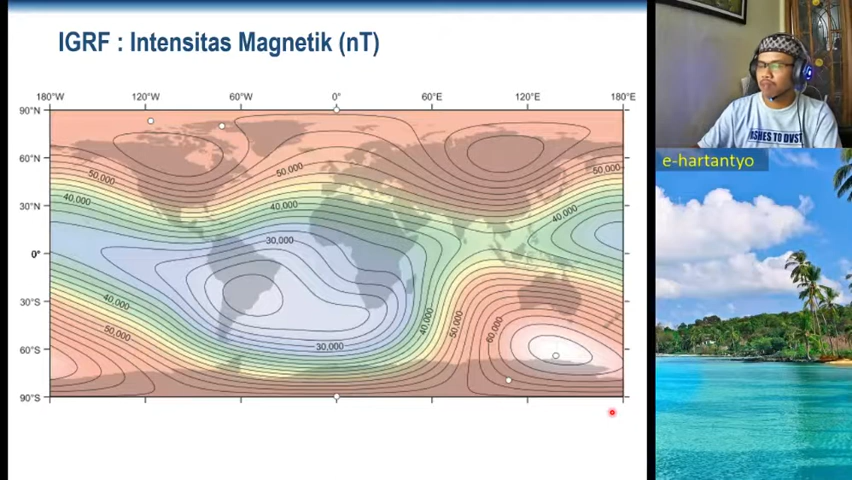 IGRF : Intensitas Magnetik (nT)
180°W 120°W 60°W 0° 60°E 120°E 180°E
90°N
60°N
30°N
0°
30°S
60°S
90°S
50,000
50,000
50,000
40,000
40,000
40,000
30,000
40,000
50,000
40,000
50,000
60,000
30,000
e-hartantyo